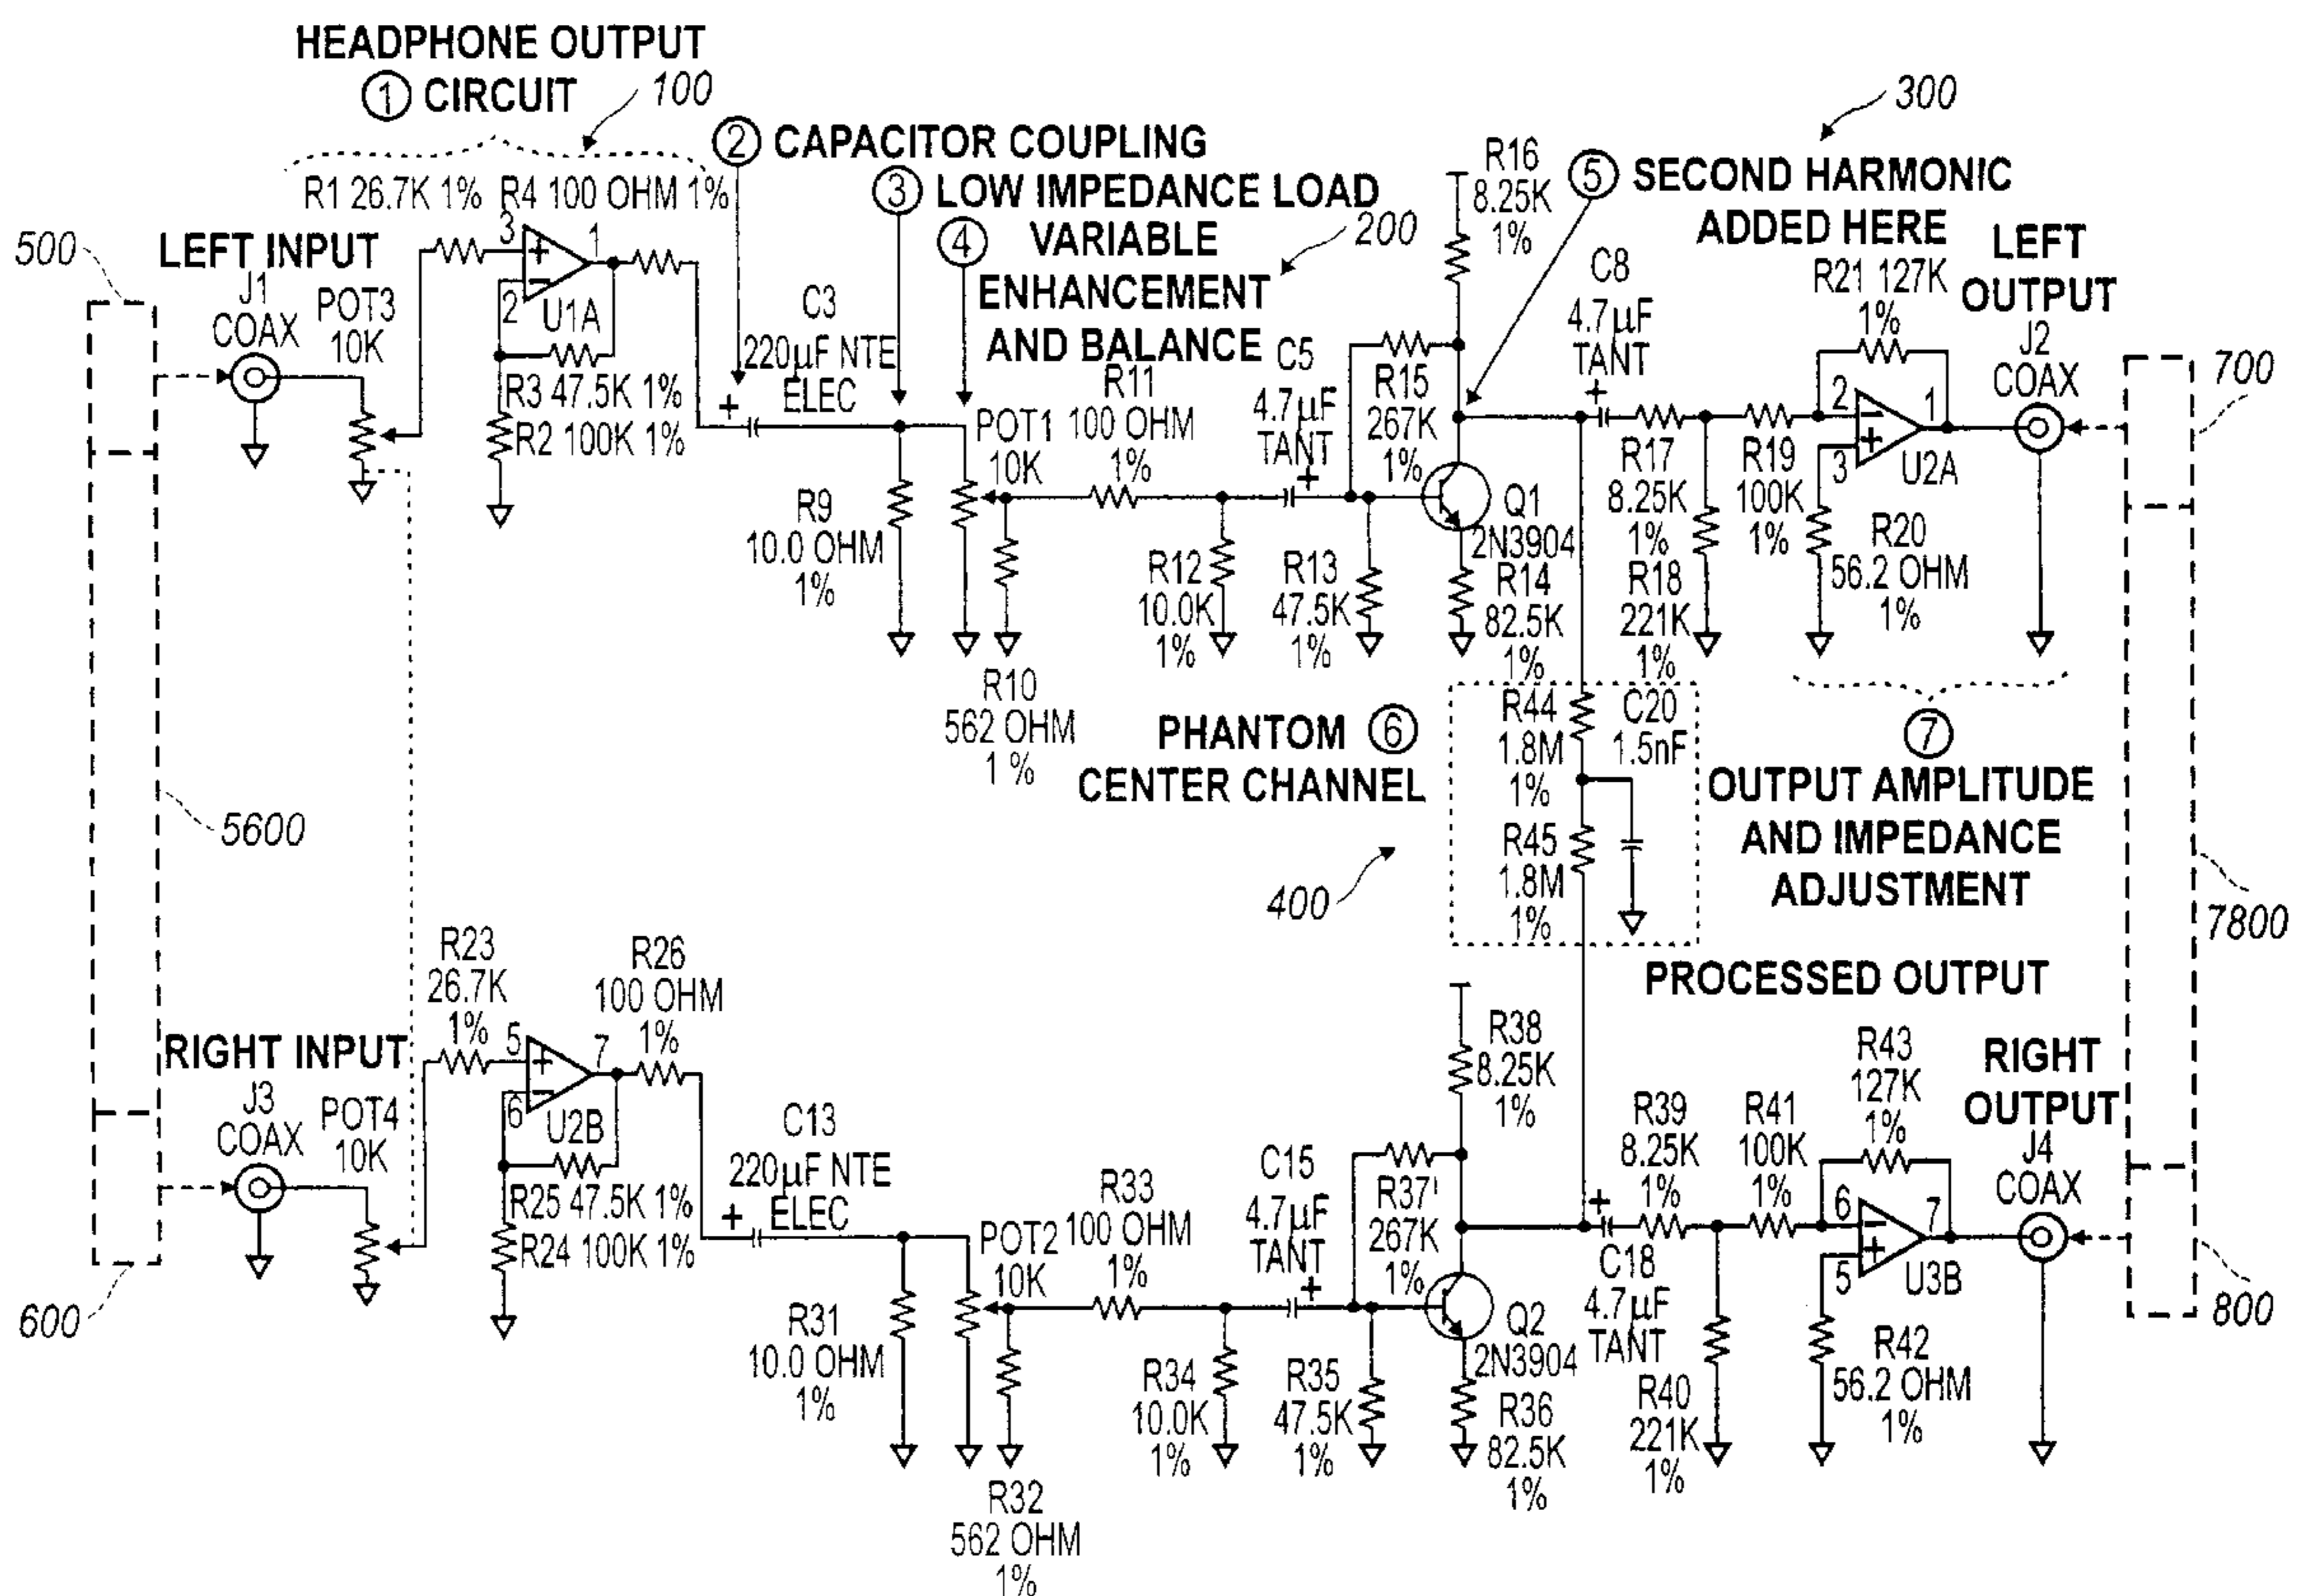 HEADPHONE OUTPUT
① CIRCUIT
100
② CAPACITOR COUPLING
③ LOW IMPEDANCE LOAD
④ VARIABLE
ENHANCEMENT
AND BALANCE
200
300
⑤ SECOND HARMONIC
ADDED HERE
R1 26.7K 1%
R4 100 OHM 1%
500
LEFT INPUT
J1
COAX
POT3
10K
3
+
−
2
1
U1A
R3 47.5K 1%
R2 100K 1%
C3
220µF NTE
ELEC
+
R9
10.0 OHM
1%
POT1
10K
R10
562 OHM
1 %
R11
100 OHM
1%
R12
10.0K
1%
C5
4.7µF
TANT
+
R13
47.5K
1%
R15
267K
1%
R16
8.25K
1%
Q1
2N3904
R14
82.5K
1%
C8
4.7µF
TANT
+
R17
8.25K
1%
R18
221K
1%
R19
100K
1%
R21 127K
1%
2
−
+
3
1
U2A
R20
56.2 OHM
1%
LEFT
OUTPUT
J2
COAX
700
PHANTOM ⑥
CENTER CHANNEL
400
R44
1.8M
1%
C20
1.5nF
R45
1.8M
1%
⑦
OUTPUT AMPLITUDE
AND IMPEDANCE
ADJUSTMENT
5600
7800
PROCESSED OUTPUT
RIGHT INPUT
J3
COAX
POT4
10K
600
R23
26.7K
1%
5
+
−
6
7
U2B
R26
100 OHM
1%
R25 47.5K 1%
R24 100K 1%
C13
220µF NTE
ELEC
+
R31
10.0 OHM
1%
POT2
10K
R32
562 OHM
1%
R33
100 OHM
1%
R34
10.0K
1%
C15
4.7µF
TANT
+
R35
47.5K
1%
R37'
267K
1%
R38
8.25K
1%
Q2
2N3904
R36
82.5K
1%
+
C18
4.7µF
TANT
R39
8.25K
1%
R40
221K
1%
R41
100K
1%
R43
127K
1%
6
−
+
5
7
U3B
R42
56.2 OHM
1%
RIGHT
OUTPUT
J4
COAX
800